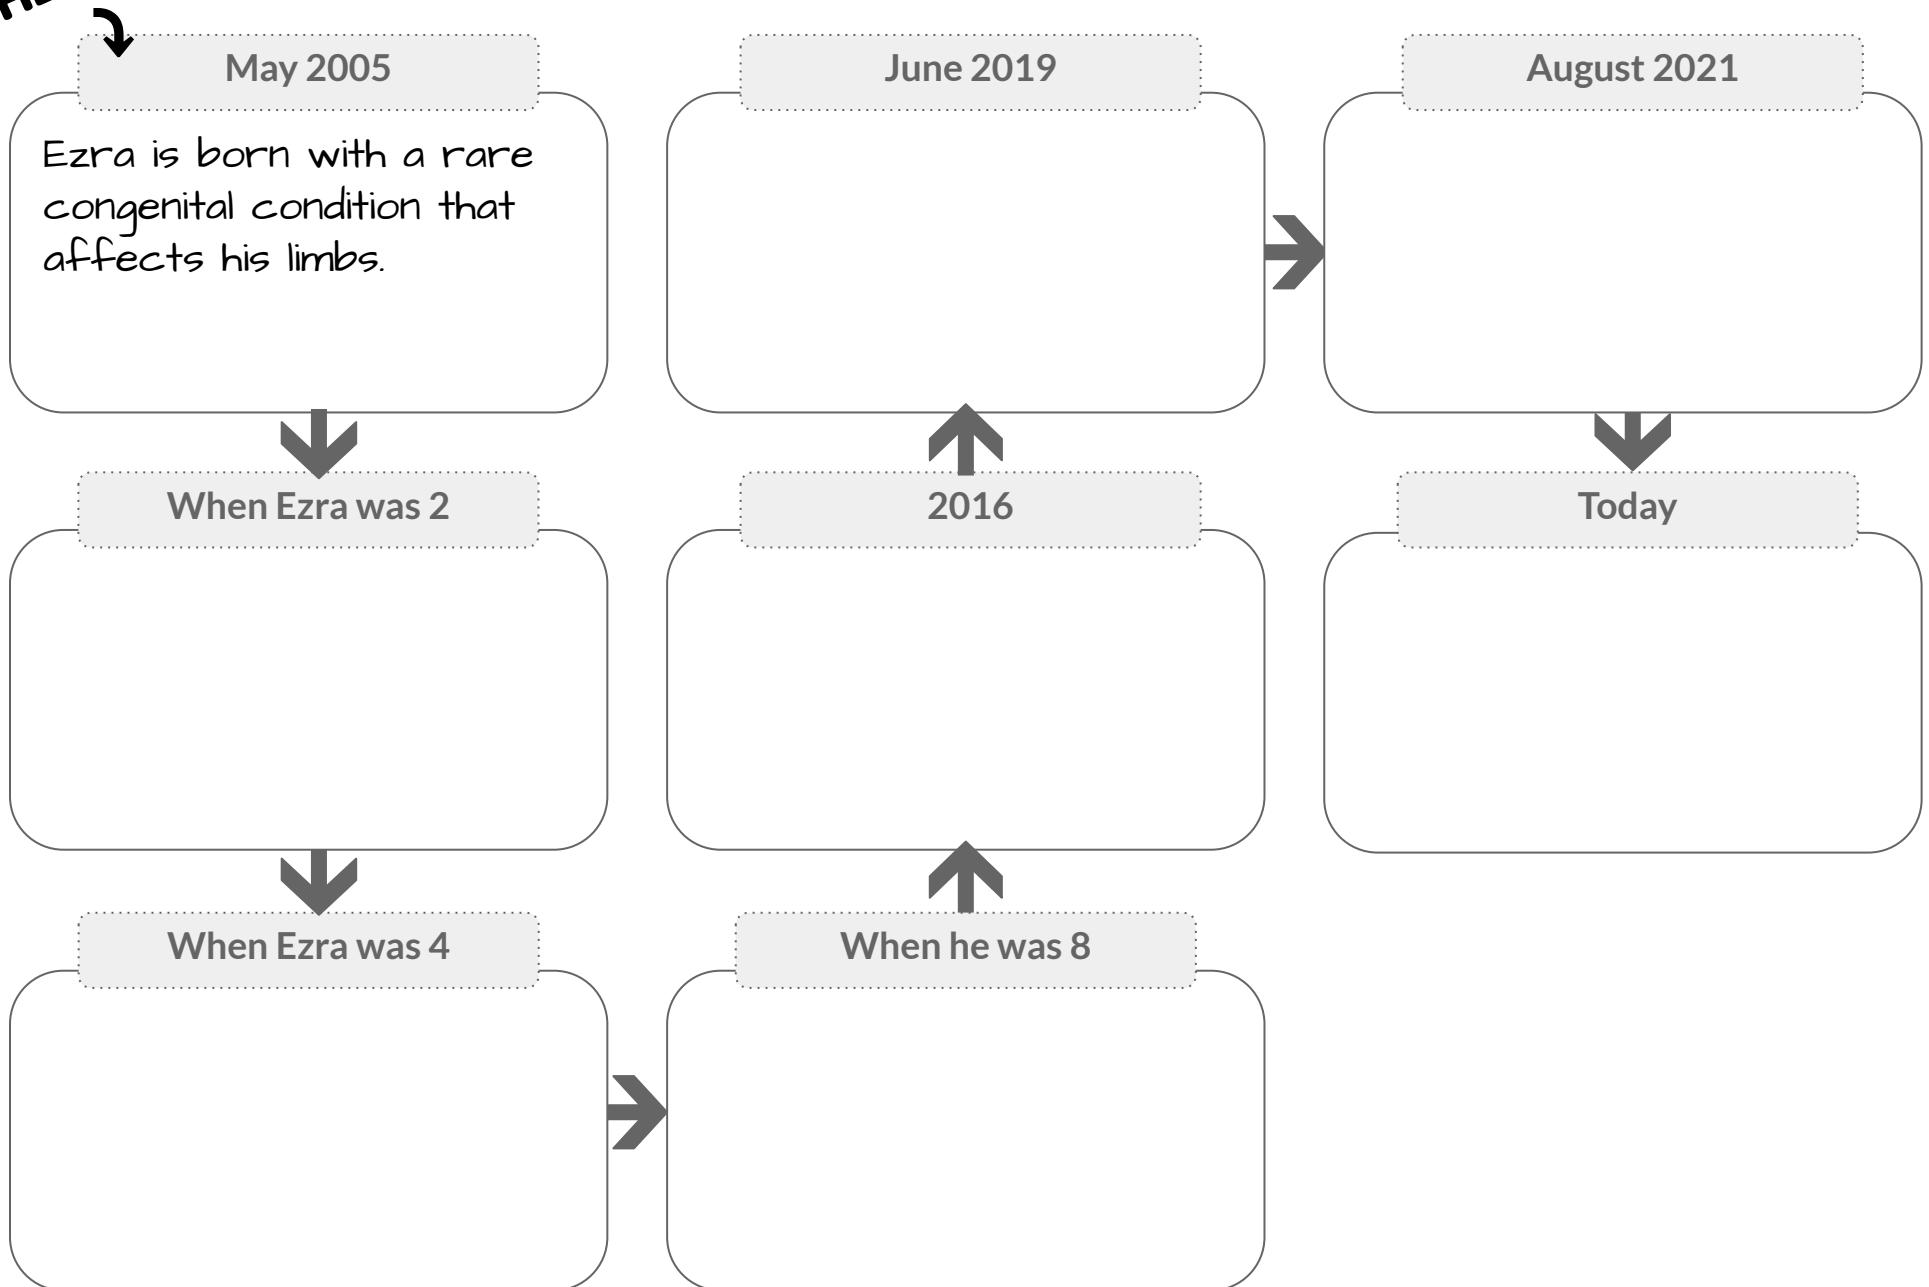 May 2005
Ezra is born with a rare
congenital condition that
affects his limbs.
When Ezra was 2
When Ezra was 4
When he was 8
2016
June 2019
August 2021
Today